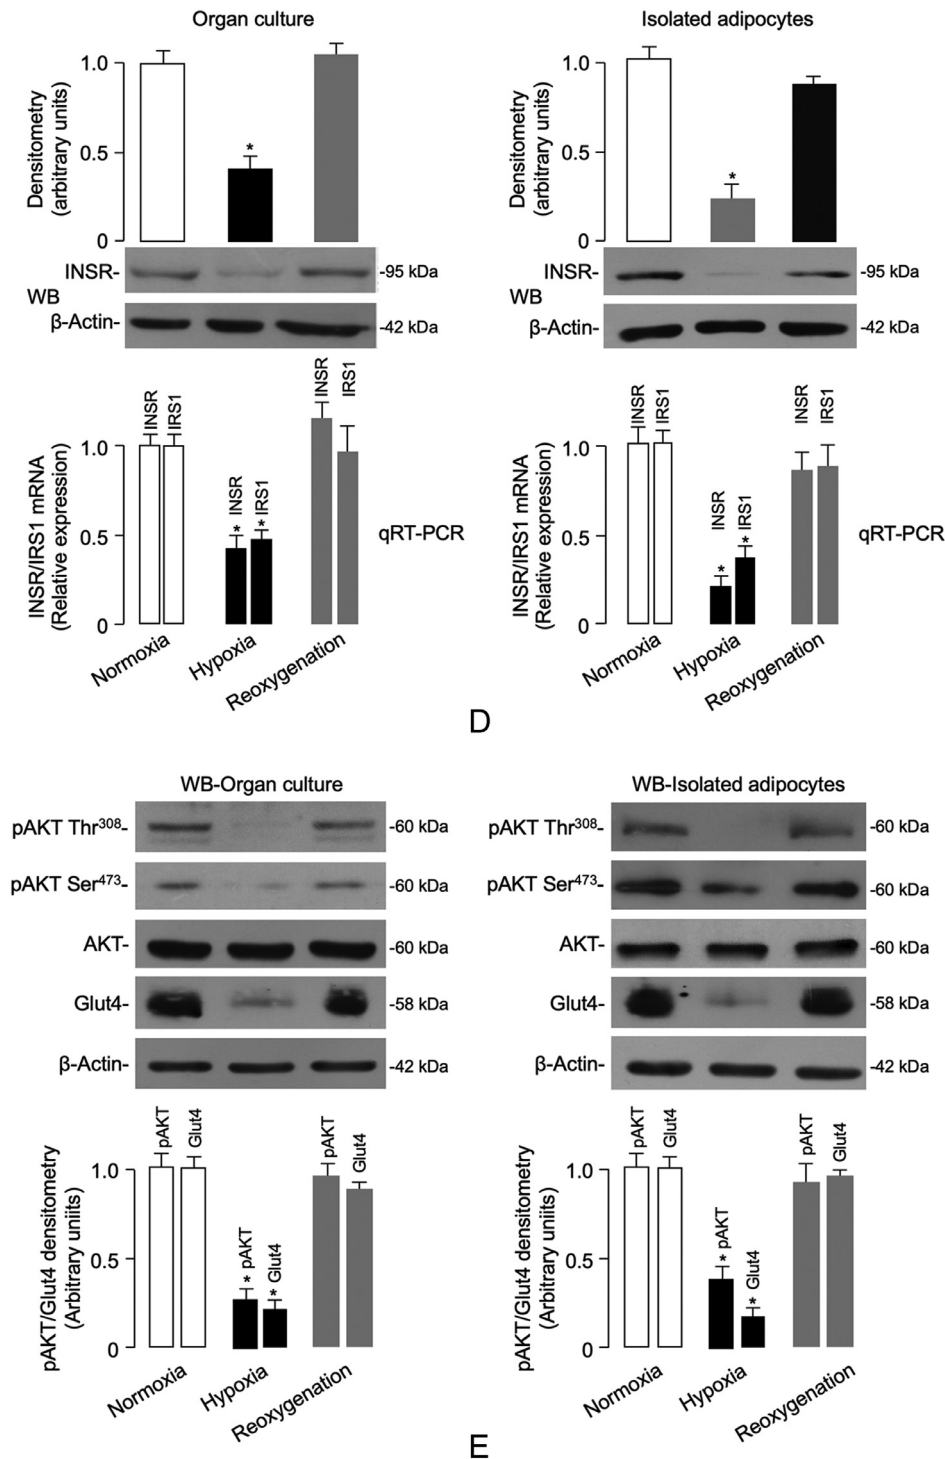 Organ culture
Isolated adipocytes
Densitometry
(arbitrary units)
1.0
0.5
0
*
Densitometry
(arbitrary units)
1.0
0.5
0
*
INSR-
-95 kDa
WB
β-Actin-
-42 kDa
INSR-
-95 kDa
WB
β-Actin-
-42 kDa
INSR/IRS1 mRNA
(Relative expression)
1.0
0.5
0
INSR
IRS1
* INSR
* IRS1
INSR
IRS1
qRT-PCR
Normoxia
Hypoxia
Reoxygenation
INSR/IRS1 mRNA
(Relative expression)
1.0
0.5
0
INSR
IRS1
* INSR
* IRS1
INSR
IRS1
qRT-PCR
Normoxia
Hypoxia
Reoxygenation
D
WB-Organ culture
pAKT Thr308-
-60 kDa
pAKT Ser473-
-60 kDa
AKT-
-60 kDa
Glut4-
-58 kDa
β-Actin-
-42 kDa
WB-Isolated adipocytes
pAKT Thr308-
-60 kDa
pAKT Ser473-
-60 kDa
AKT-
-60 kDa
Glut4-
-58 kDa
β-Actin-
-42 kDa
pAKT/Glut4 densitometry
(Arbitrary uniits)
1.0
0.5
0
pAKT
Glut4
* pAKT
* Glut4
pAKT
Glut4
Normoxia
Hypoxia
Reoxygenation
pAKT/Glut4 densitometry
(Arbitrary uniits)
1.0
0.5
0
pAKT
Glut4
* pAKT
* Glut4
pAKT
Glut4
Normoxia
Hypoxia
Reoxygenation
E